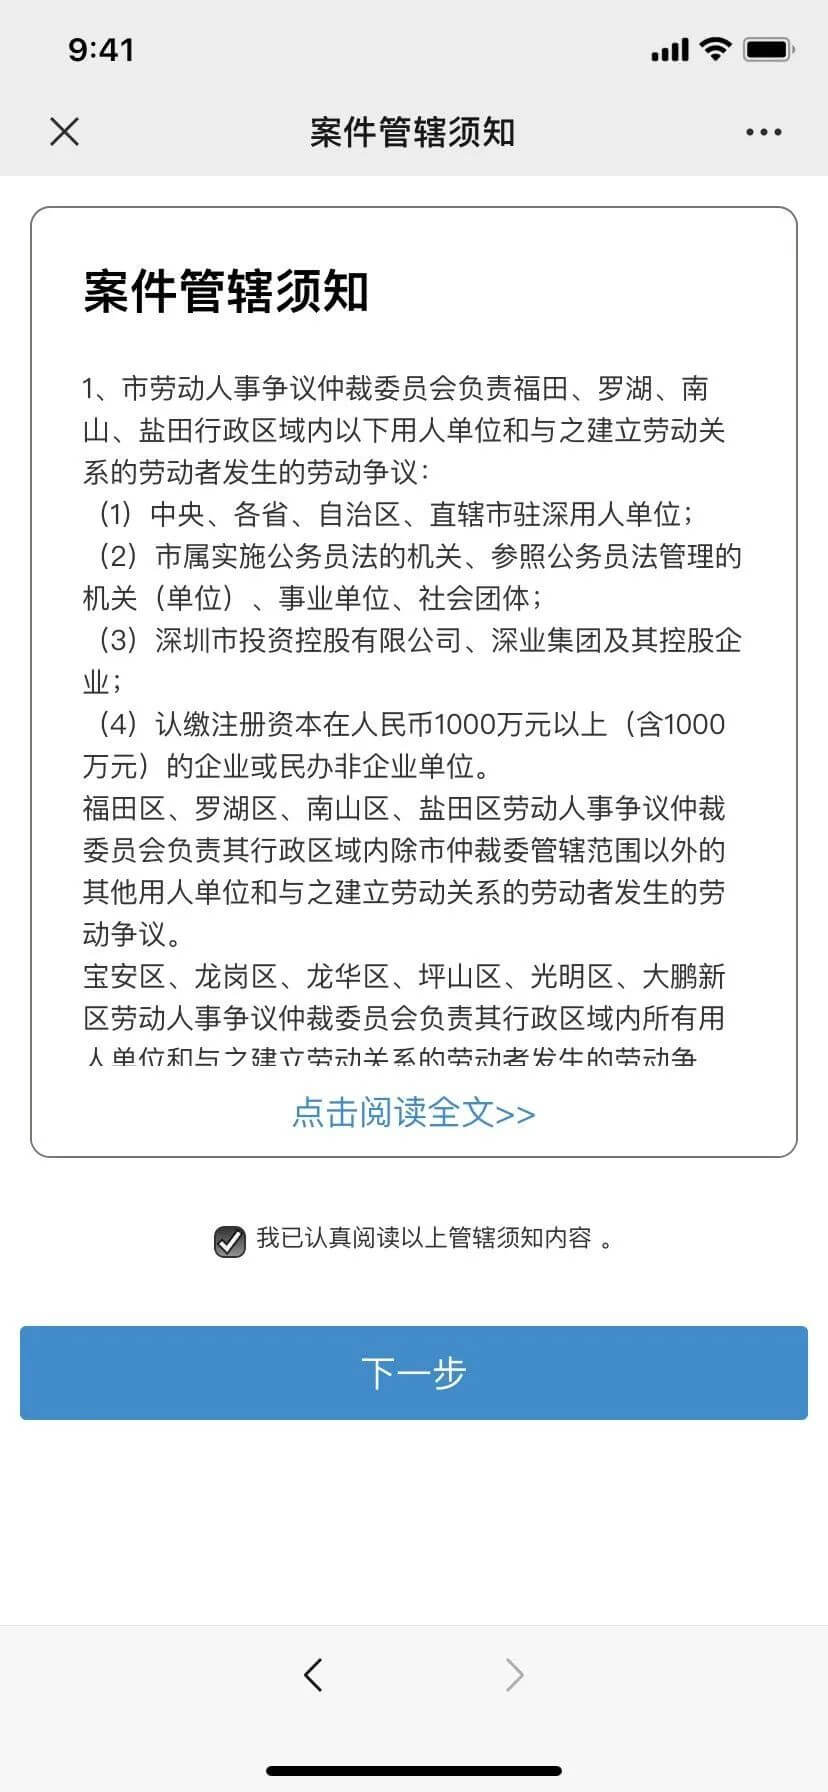 9:41
案件管辖须知
案件管辖须知
1、市劳动人事争议仲裁委员会负责福田、罗湖、南
山、盐田行政区域内以下用人单位和与之建立劳动关
系的劳动者发生的劳动争议：
（1）中央、各省、自治区、直辖市驻深用人单位；
（2）市属实施公务员法的机关、参照公务员法管理的
机关（单位）、事业单位、社会团体；
（3）深圳市投资控股有限公司、深业集团及其控股企
业；
（4）认缴注册资本在人民币1000万元以上（含1000
万元）的企业或民办非企业单位。
福田区、罗湖区、南山区、盐田区劳动人事争议仲裁
委员会负责其行政区域内除市仲裁委管辖范围以外的
其他用人单位和与之建立劳动关系的劳动者发生的劳
动争议。
宝安区、龙岗区、龙华区、坪山区、光明区、大鹏新
区劳动人事争议仲裁委员会负责其行政区域内所有用
人单位和与之建立劳动关系的劳动者发生的劳动争
点击阅读全文>>
我已认真阅读以上管辖须知内容 。
下一步